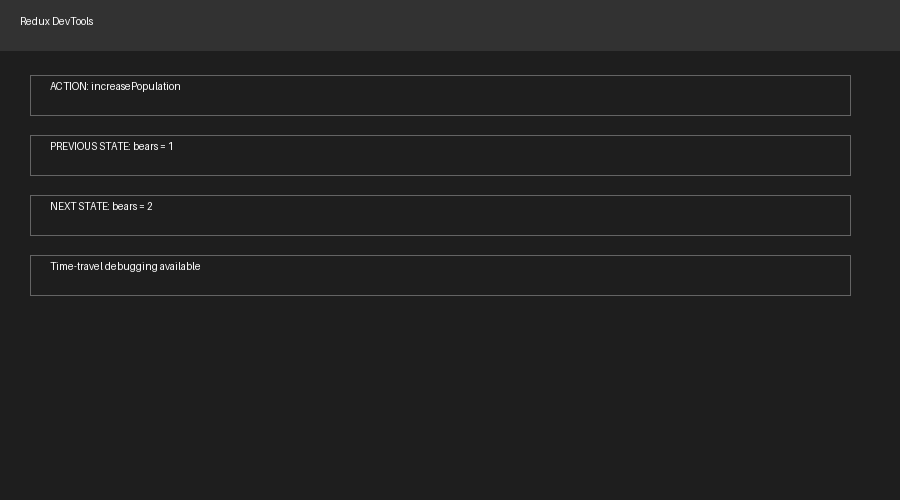 Redux DevTools
ACTION: increasePopulation
PREVIOUS STATE: bears = 1
NEXT STATE: bears = 2
Time-travel debugging available